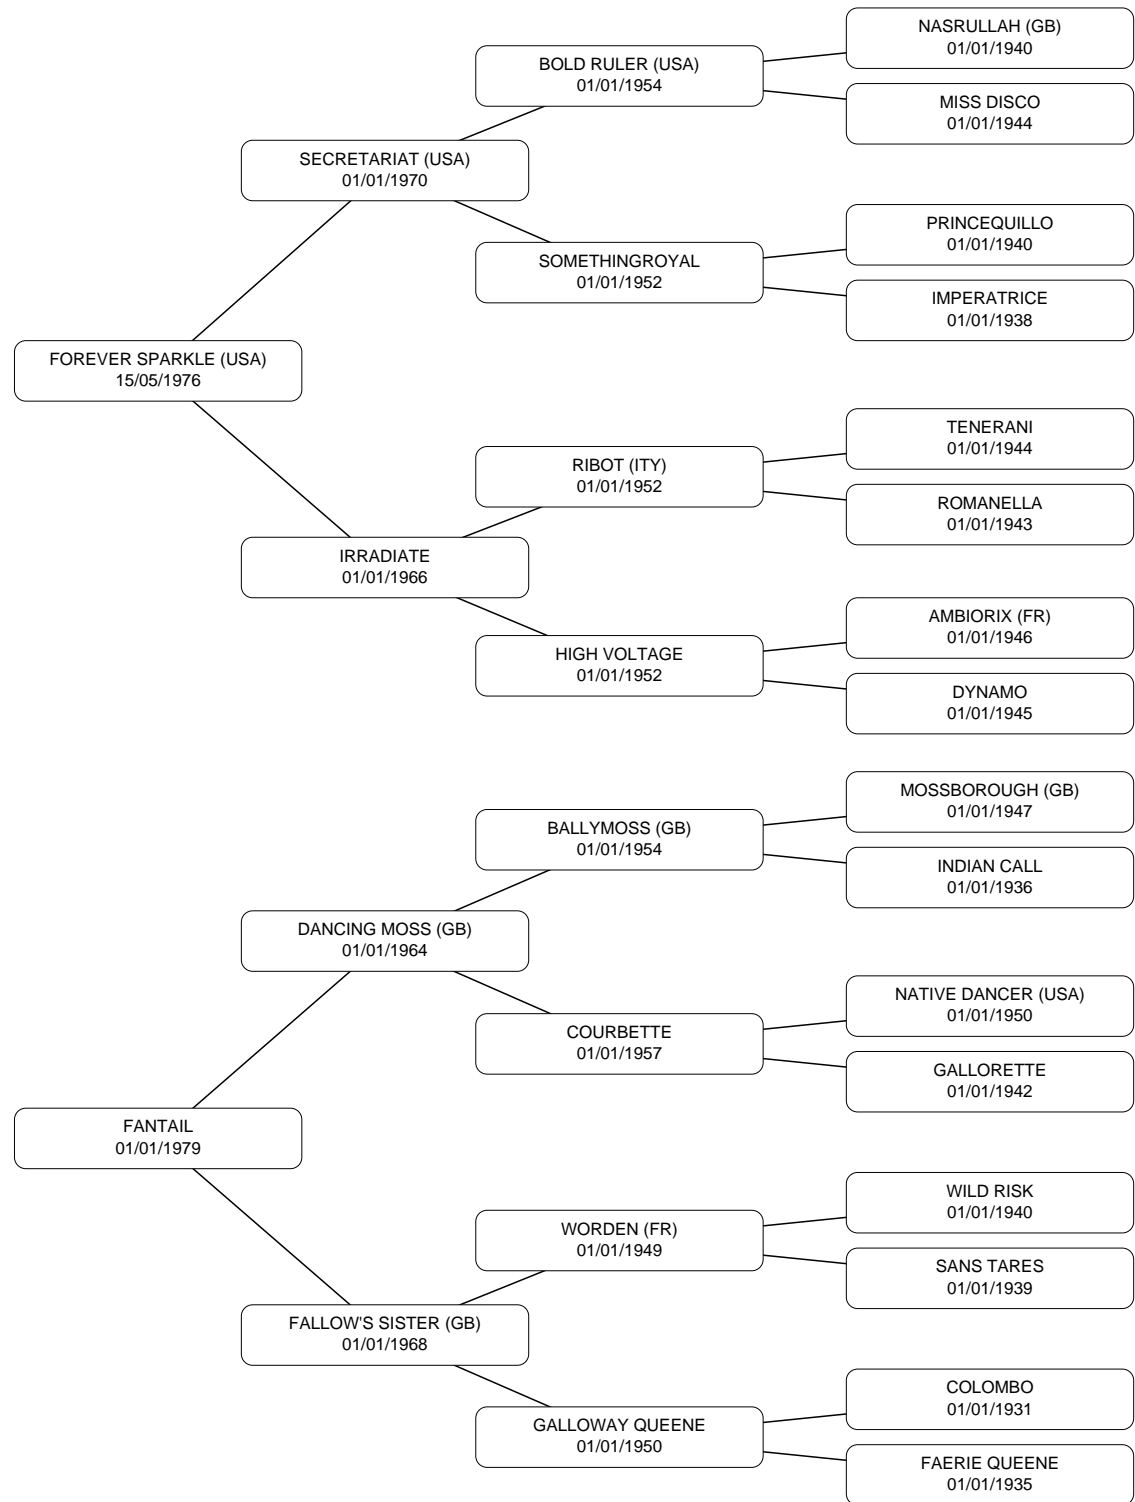 NASRULLAH (GB)
01/01/1940
BOLD RULER (USA)
01/01/1954
MISS DISCO
01/01/1944
SECRETARIAT (USA)
01/01/1970
PRINCEQUILLO
01/01/1940
SOMETHINGROYAL
01/01/1952
IMPERATRICE
01/01/1938
FOREVER SPARKLE (USA)
15/05/1976
TENERANI
01/01/1944
RIBOT (ITY)
01/01/1952
ROMANELLA
01/01/1943
IRRADIATE
01/01/1966
AMBIORIX (FR)
01/01/1946
HIGH VOLTAGE
01/01/1952
DYNAMO
01/01/1945
MOSSBOROUGH (GB)
01/01/1947
BALLYMOSS (GB)
01/01/1954
INDIAN CALL
01/01/1936
DANCING MOSS (GB)
01/01/1964
NATIVE DANCER (USA)
01/01/1950
COURBETTE
01/01/1957
GALLORETTE
01/01/1942
FANTAIL
01/01/1979
WILD RISK
01/01/1940
WORDEN (FR)
01/01/1949
SANS TARES
01/01/1939
FALLOW'S SISTER (GB)
01/01/1968
COLOMBO
01/01/1931
GALLOWAY QUEENE
01/01/1950
FAERIE QUEENE
01/01/1935